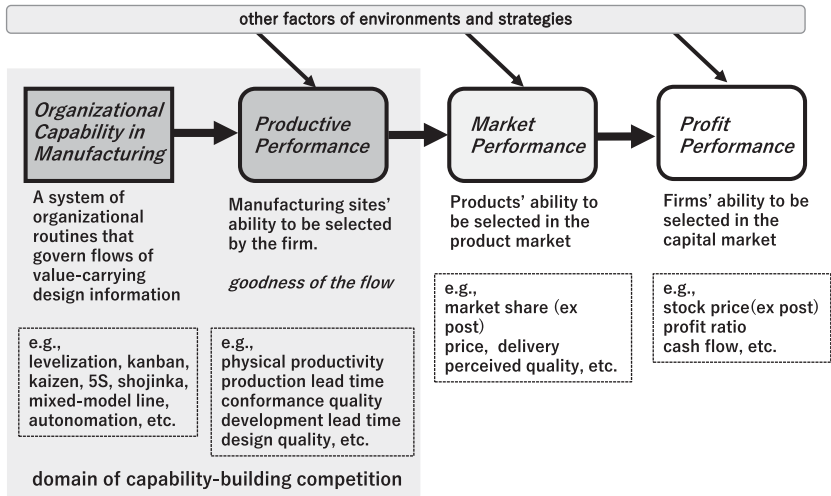 other factors of environments and strategies
Organizational
Capability in
Manufacturing
Productive
Performance
Market
Performance
Profit
Performance
A system of
organizational
routines that
govern flows of
value-carrying
design information
Manufacturing sites'
ability to be selected
by the firm.
goodness of the flow
Products' ability to
be selected in the
product market
Firms' ability to be
selected in the
capital market
e.g.,
levelization, kanban,
kaizen, 5S, shojinka,
mixed-model line,
autonomation, etc.
e.g.,
physical productivity
production lead time
conformance quality
development lead time
design quality, etc.
e.g.,
market share (ex
post)
price, delivery
perceived quality, etc.
e.g.,
stock price(ex post)
profit ratio
cash flow, etc.
domain of capability-building competition